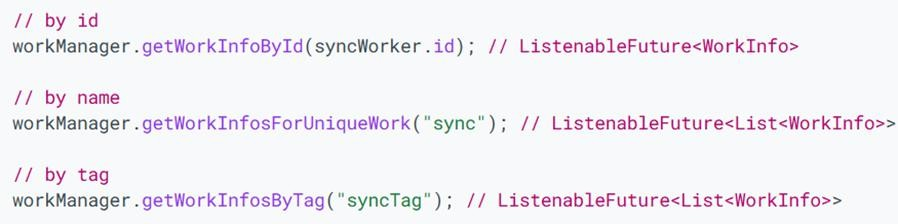 // by id
workManager.getWorkInfoById(syncWorker.id); // ListenableFuture<WorkInfo>
// by name
workManager.getWorkInfosForUniqueWork("sync"); // ListenableFuture<List<WorkInfo>>
// by tag
workManager.getWorkInfosByTag("syncTag"); // ListenableFuture<List<WorkInfo>>